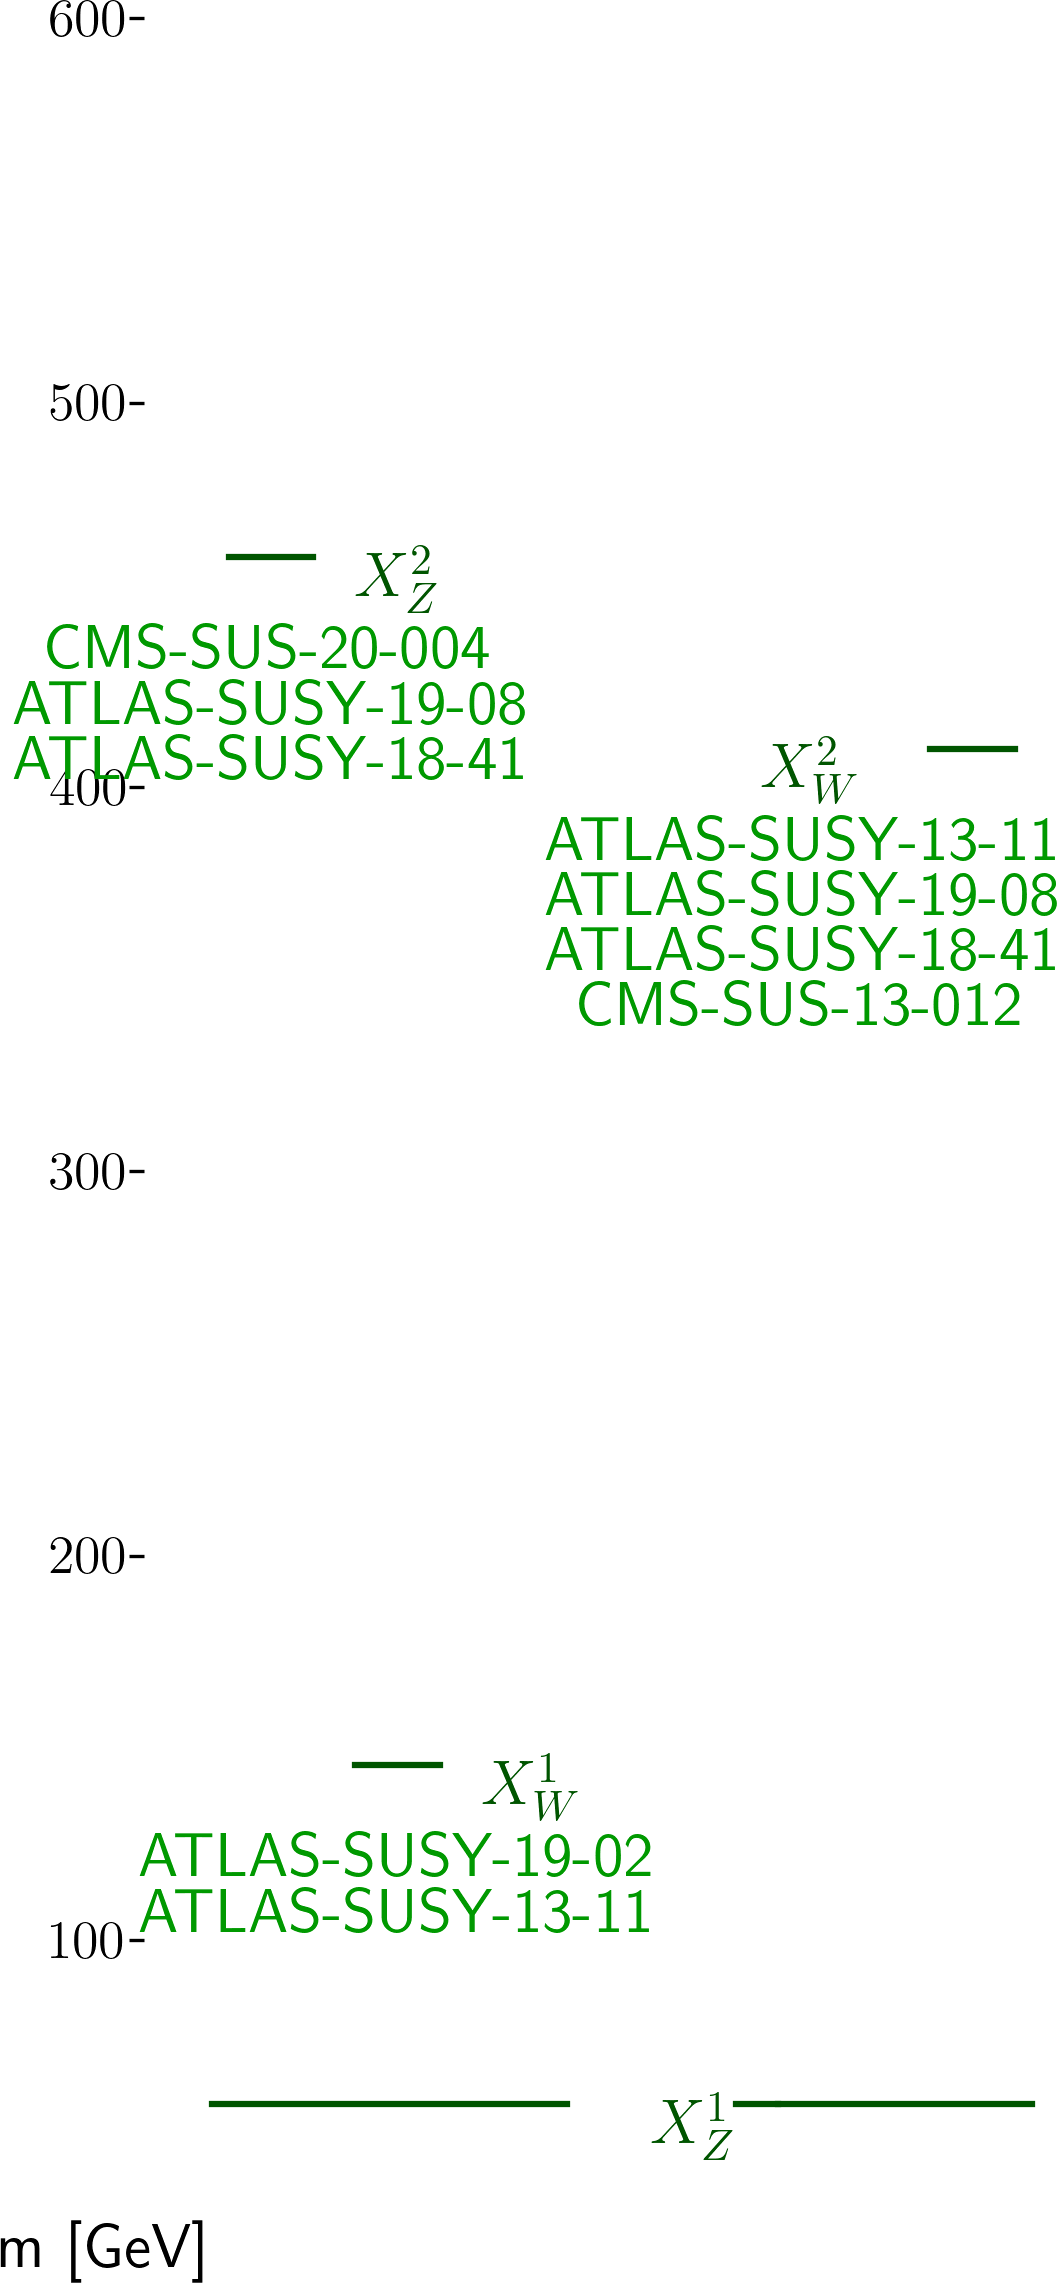 600-
500-
X_Z^2
CMS-SUS-20-004
ATLAS-SUSY-19-08
ATLAS-SUSY-18-41
400-
X_W^2
ATLAS-SUSY-13-11
ATLAS-SUSY-19-08
ATLAS-SUSY-18-41
CMS-SUS-13-012
300-
200-
X_W^1
ATLAS-SUSY-19-02
ATLAS-SUSY-13-11
100-
X_Z^1
m [GeV]